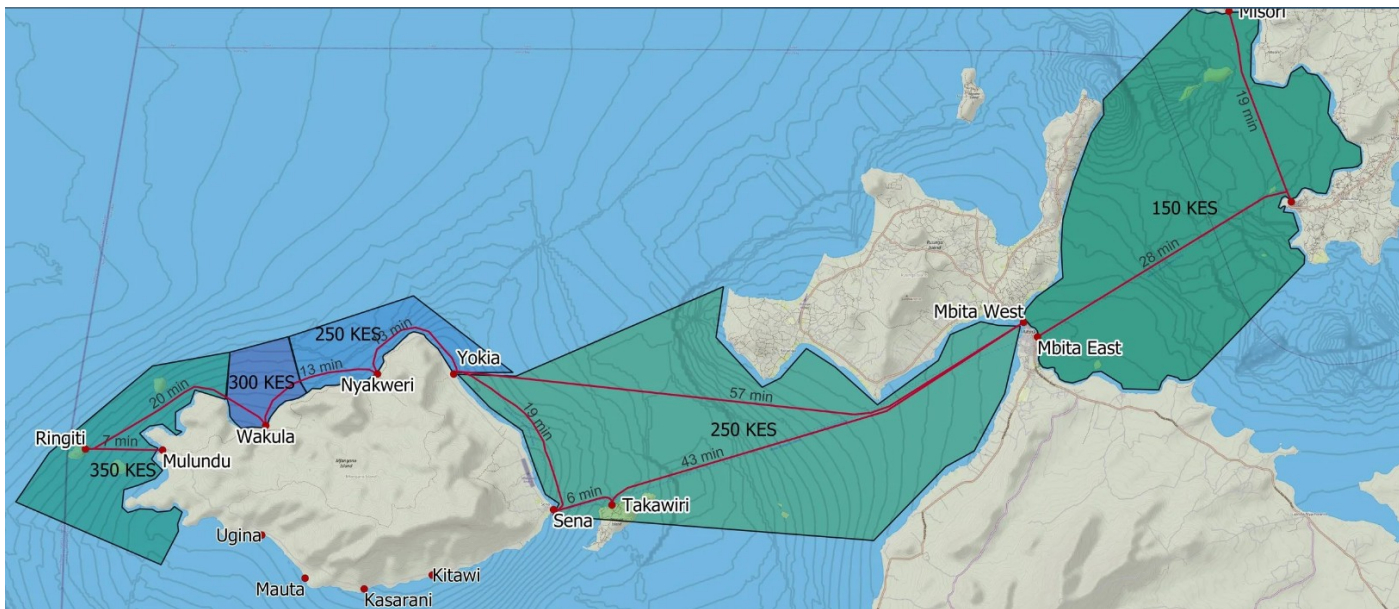 Misori
19 min
150 KES
28 min
Mbita West
Mbita East
250 KES
13 min
300 KES
Nyakweri
Yokia
20 min
57 min
19 min
250 KES
Wakula
Ringiti
7 min
Mulundu
350 KES
43 min
6 min
Takawiri
Sena
Ugina
Kitawi
Mauta
Kasarani